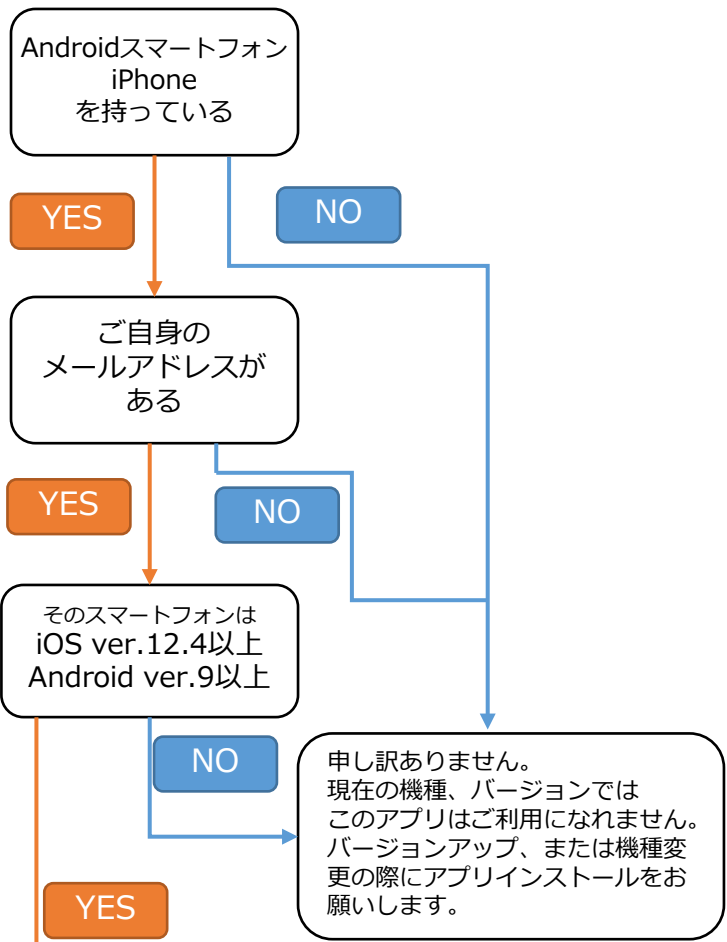 Androidスマートフォン
iPhone
を持っている
YES
NO
ご自身の
メールアドレスが
ある
YES
NO
そのスマートフォンは
iOS ver.12.4以上
Android ver.9以上
NO
申し訳ありません。
現在の機種、バージョンでは
このアプリはご利用になれません。
バージョンアップ、または機種変
更の際にアプリインストールをお
願いします。
YES